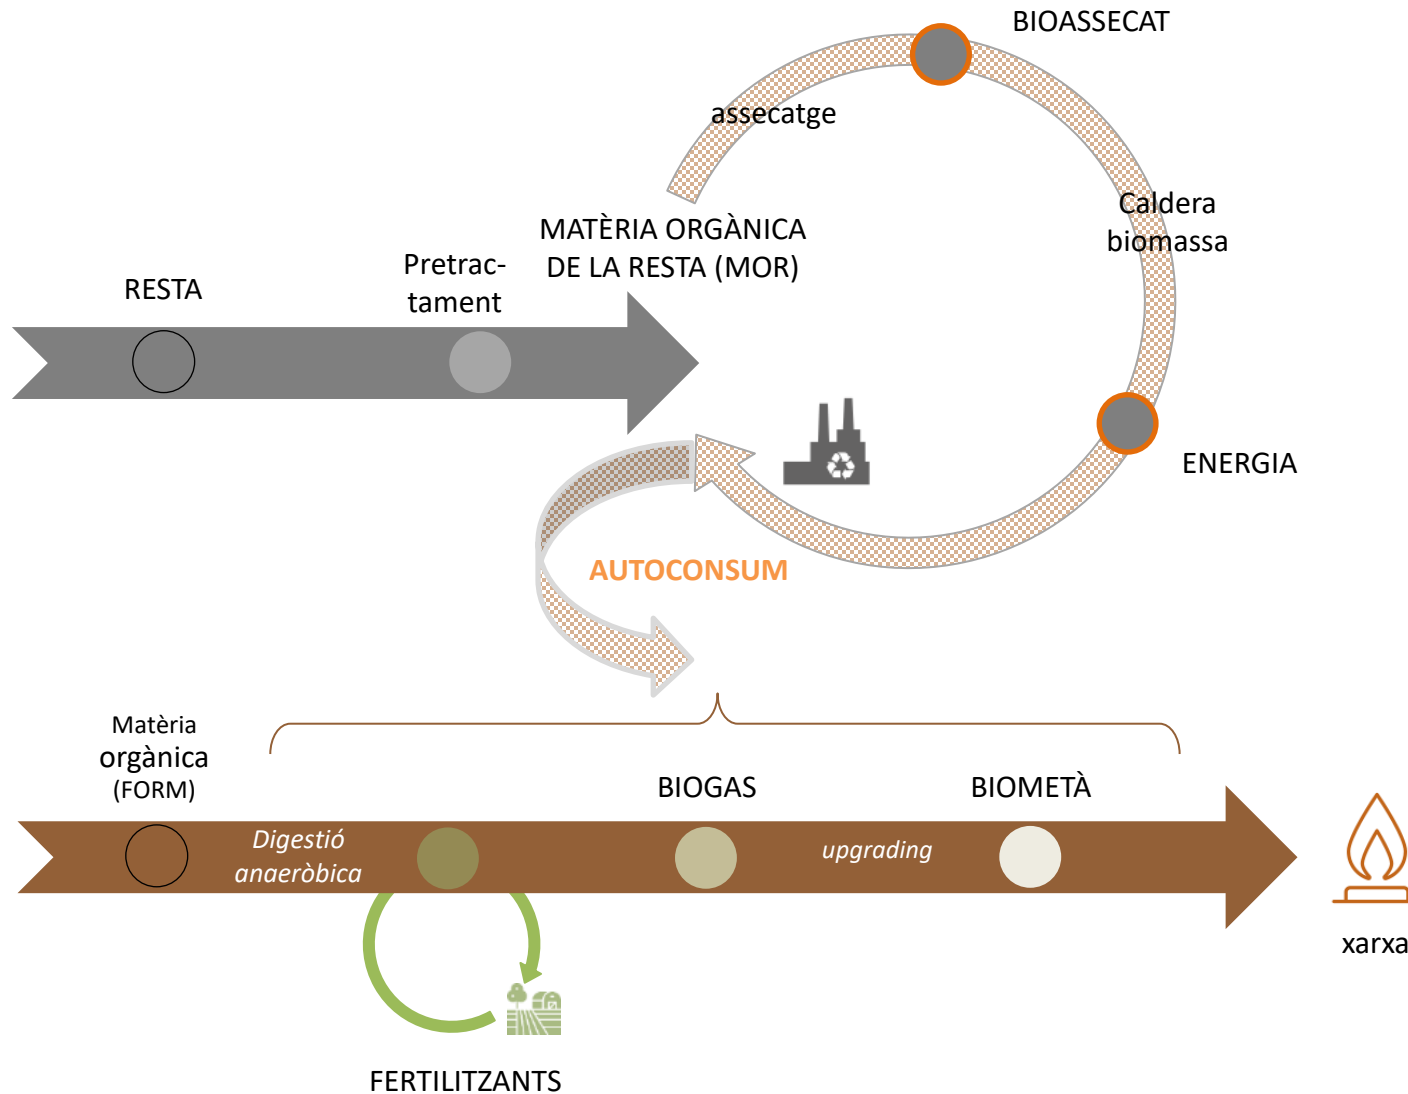 BIOASSECAT
assecatge
Caldera
biomassa
MATÈRIA ORGÀNICA
DE LA RESTA (MOR)
Pretrac-
tament
RESTA
ENERGIA
AUTOCONSUM
Matèria
orgànica
(FORM)
BIOGAS
BIOMETÀ
Digestió
anaeròbica
upgrading
xarxa
FERTILITZANTS